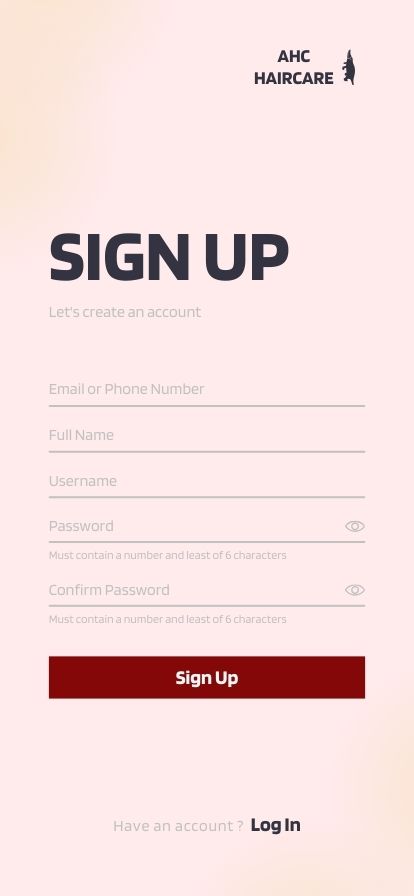 AHC
HAIRCARE
SIGN UP
Let's create an account
Email or Phone Number
Full Name
Username
Password
Must contain a number and least of 6 characters
Confirm Password
Must contain a number and least of 6 characters
Sign Up
Have an account ? Log In